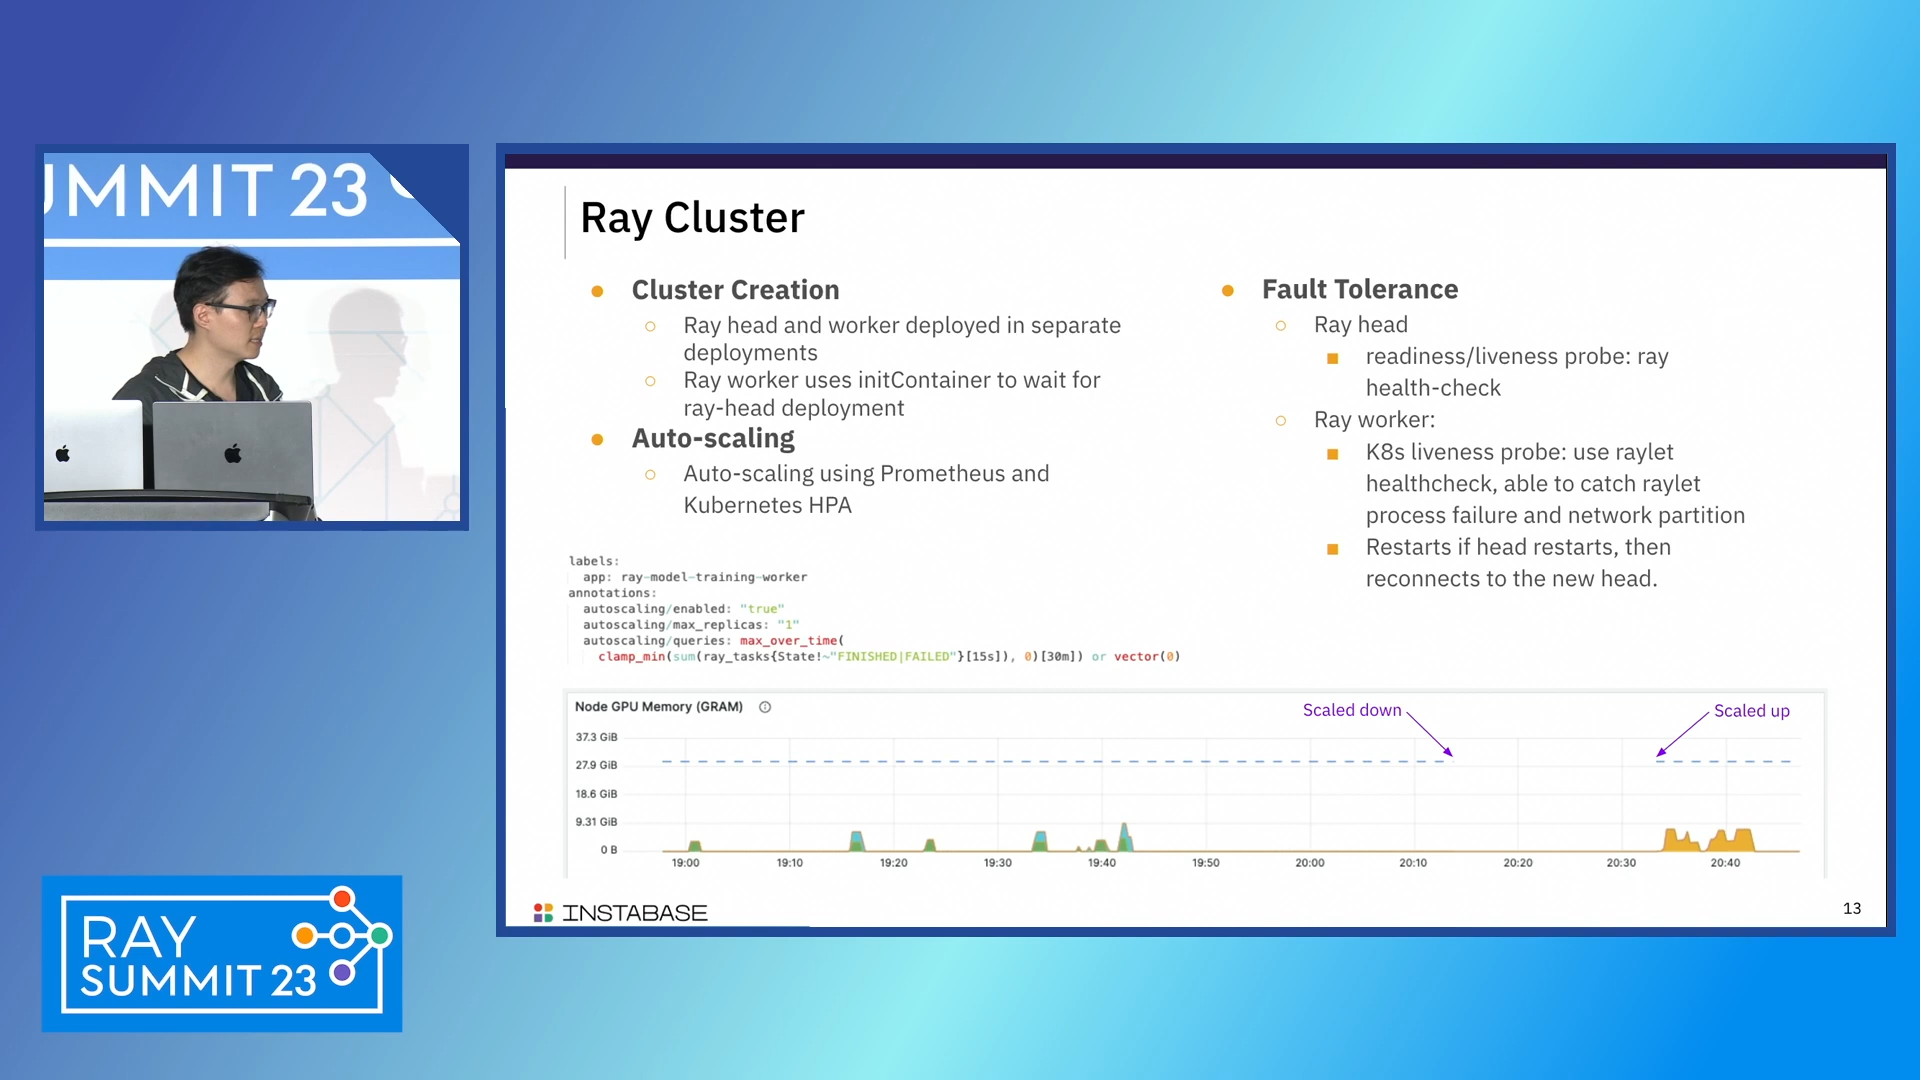 UMMIT 23
Ray Cluster
● Cluster Creation
○ Ray head and worker deployed in separate
deployments
○ Ray worker uses initContainer to wait for
ray-head deployment
● Auto-scaling
○ Auto-scaling using Prometheus and
Kubernetes HPA
● Fault Tolerance
○ Ray head
■ readiness/liveness probe: ray
health-check
○ Ray worker:
■ K8s liveness probe: use raylet
healthcheck, able to catch raylet
process failure and network partition
■ Restarts if head restarts, then
reconnects to the new head.
labels:
app: ray-model-training-worker
annotations:
autoscaling/enabled: "true"
autoscaling/max_replicas: "1"
autoscaling/queries: max_over_time(
clamp_min(sum(ray_tasks{State!~"FINISHED|FAILED"}[15s]), 0)[30m]) or vector(0)
Node GPU Memory (GRAM)
Scaled down
Scaled up
37.3 GiB
27.9 GiB
18.6 GiB
9.31 GiB
0 B
19:00 19:10 19:20 19:30 19:40 19:50 20:00 20:10 20:20 20:30 20:40
INSTABASE
13
RAY
SUMMIT 23